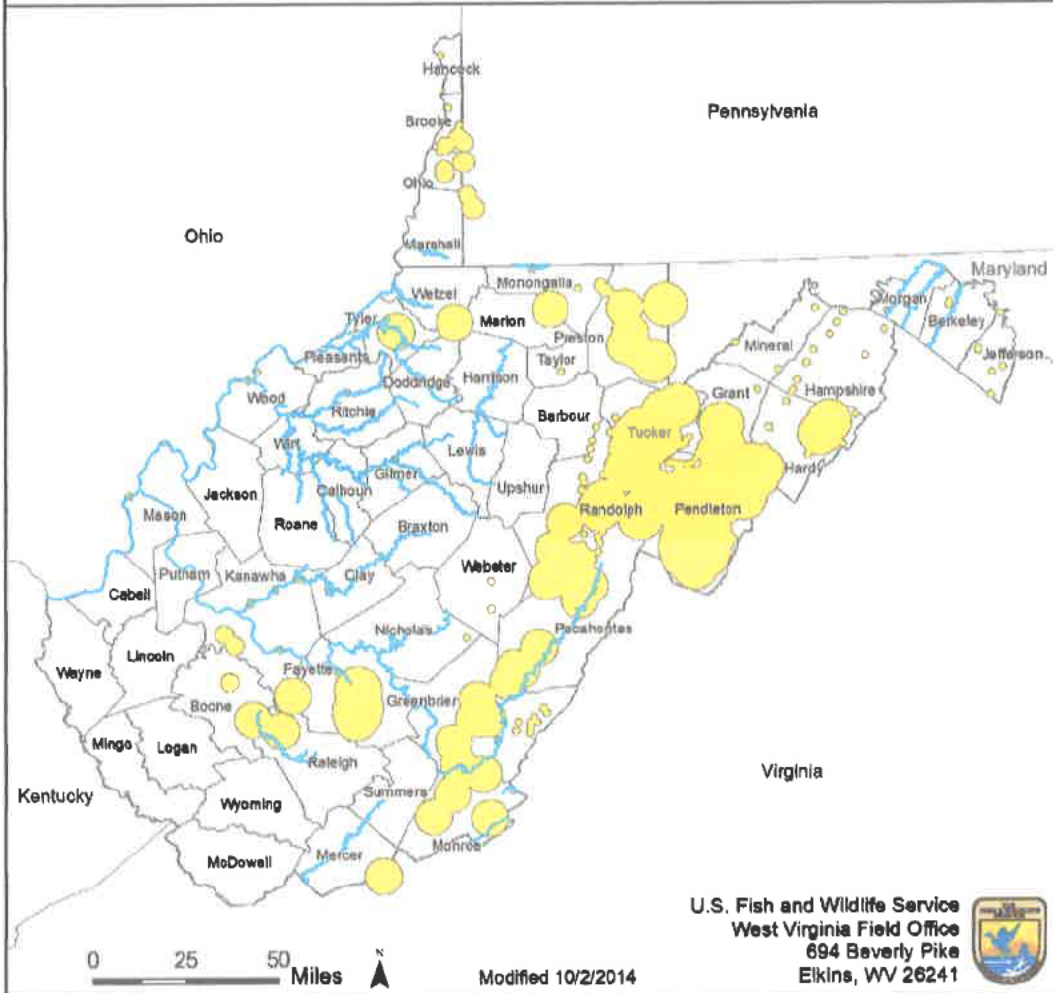 Hancock
Pennsylvania
Brooke
Ohio
Ohio
Marshall
Maryland
Monongalia
Morgan
Wetzel
Berkeley
Tyler
Marion
Preston
Mineral
Jefferson
Pleasants
Taylor
Doddridge
Harrison
Grant
Hampshire
Wood
Ritchie
Barbour
Tucker
Wirt
Lewis
Hardy
Gilmer
Calhoun
Upshur
Jackson
Randolph
Pendleton
Mason
Roane
Braxton
Webster
Putnam
Kanawha
Clay
Cabell
Nicholas
Pocahontas
Lincoln
Wayne
Fayette
Greenbrier
Boone
Mingo
Logan
Raleigh
Virginia
Kentucky
Summers
Wyoming
Monroe
Mercer
McDowell
U.S. Fish and Wildlife Service
West Virginia Field Office
694 Beverly Pike
Elkins, WV 26241
N
0 25 50
Miles
Modified 10/2/2014